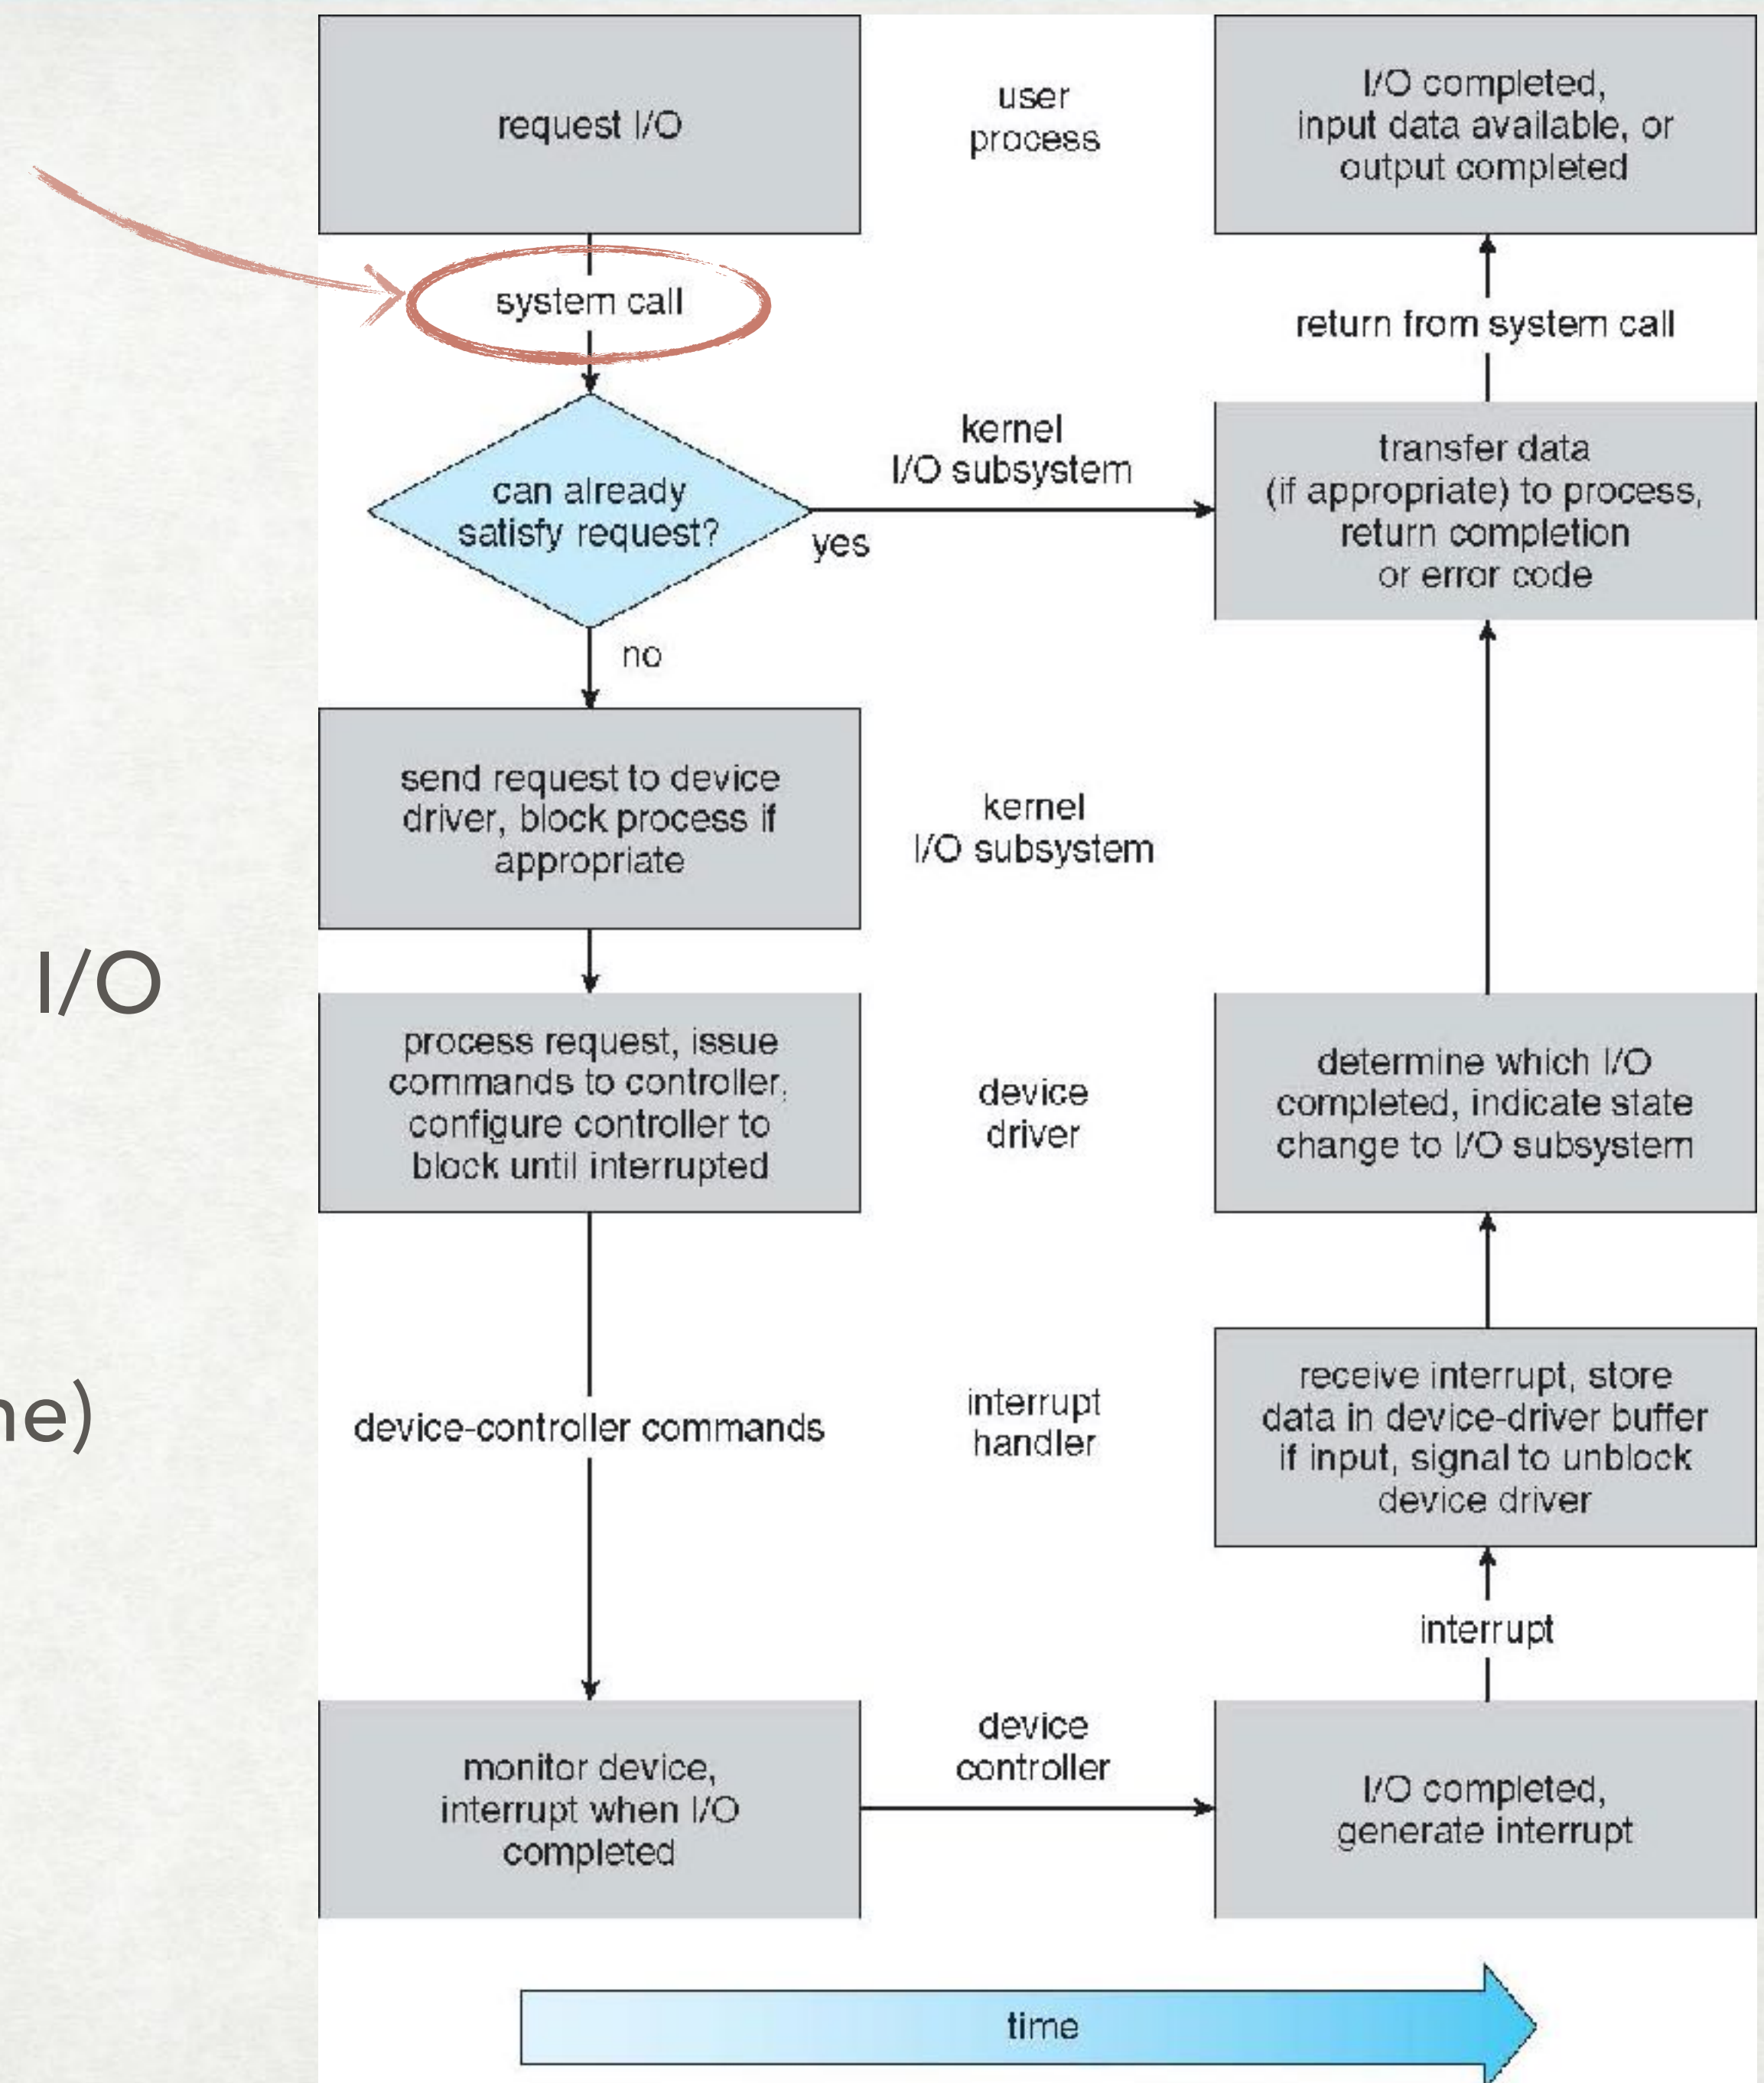 request I/O
user
process
I/O completed,
input data available, or
output completed
system call
return from system call
can already
satisfy request?
yes
kernel
I/O subsystem
transfer data
(if appropriate) to process,
return completion
or error code
no
send request to device
driver, block process if
appropriate
kernel
I/O subsystem
I/O
process request, issue
commands to controller,
configure controller to
block until interrupted
device
driver
determine which I/O
completed, indicate state
change to I/O subsystem
ne)
device-controller commands
interrupt
handler
receive interrupt, store
data in device-driver buffer
if input, signal to unblock
device driver
interrupt
monitor device,
interrupt when I/O
completed
device
controller
I/O completed,
generate interrupt
time